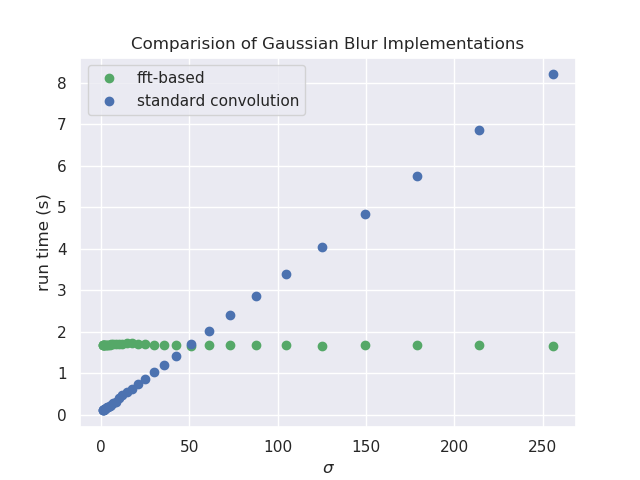 Comparision of Gaussian Blur Implementations
fft-based
standard convolution
8
7
6
5
4
3
2
1
0
run time (s)
0 50 100 150 200 250
σ